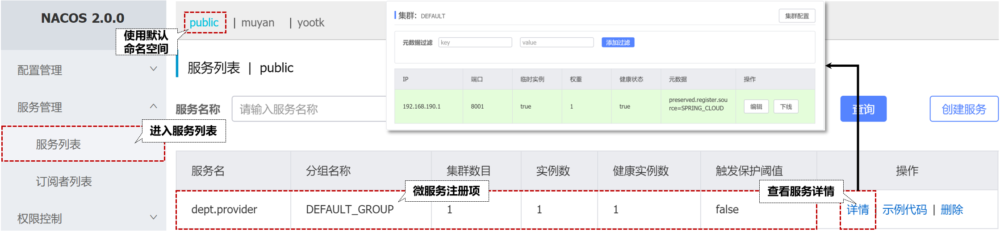 NACOS 2.0.0
public | muyan | yootk
使用默认
命名空间
配置管理
服务管理
进入服务列表
服务列表
订阅者列表
权限控制
服务列表 | public
服务名称 请输入服务名称
查询 创建服务
集群： DEFAULT 集群配置
元数据过滤 key value 添加过滤
IP 端口 临时实例 权重 健康状态 元数据 操作
192.168.190.1 8001 true 1 true preserved.register.sou
rce=SPRING_CLOUD 编辑 下线
服务名 分组名称 集群数目 实例数 健康实例数 触发保护阈值 操作
微服务注册项
查看服务详情
dept.provider DEFAULT_GROUP 1 1 1 false 详情 示例代码 | 删除